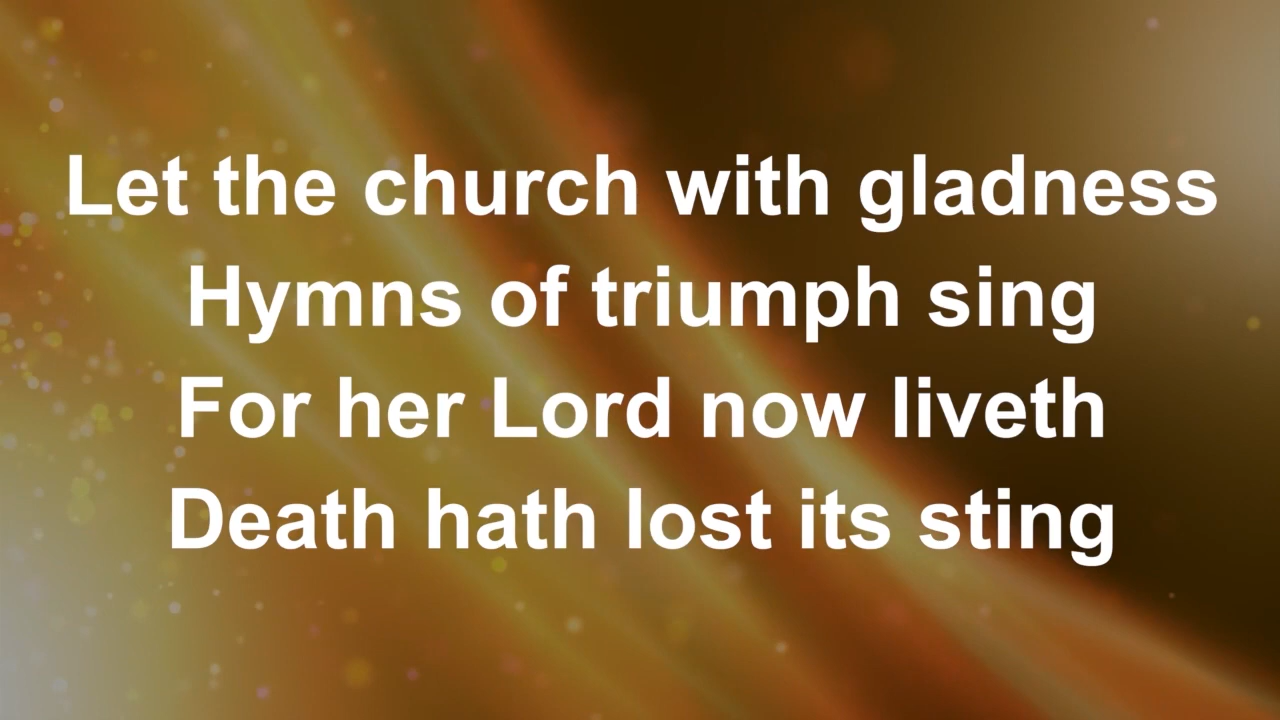 Let the church with gladness
Hymns of triumph sing
For her Lord now liveth
Death hath lost its sting